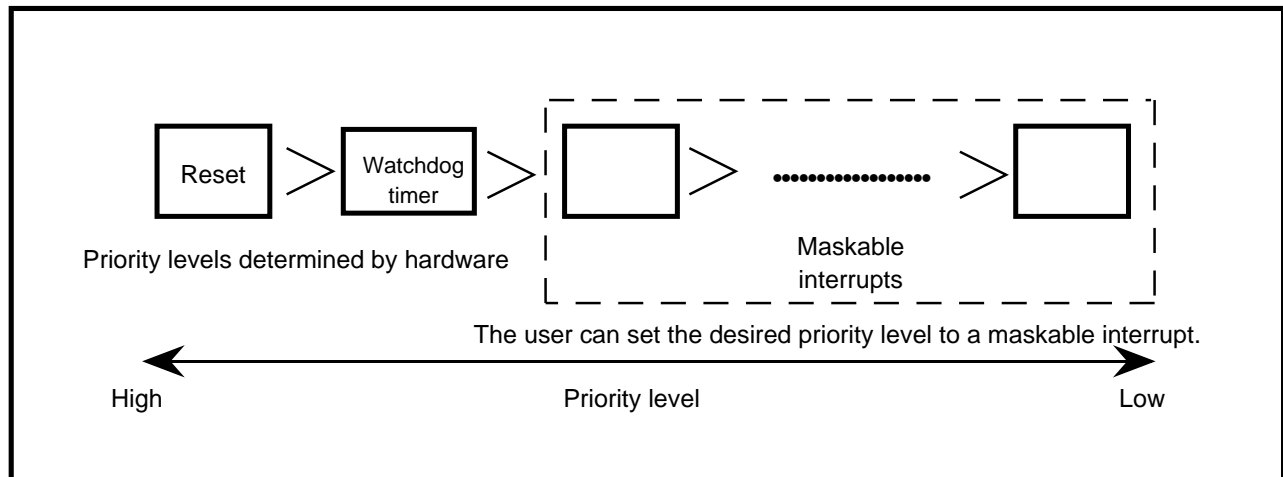 Reset
Watchdog
timer
Priority levels determined by hardware
Maskable
interrupts
The user can set the desired priority level to a maskable interrupt.
High
Priority level
Low